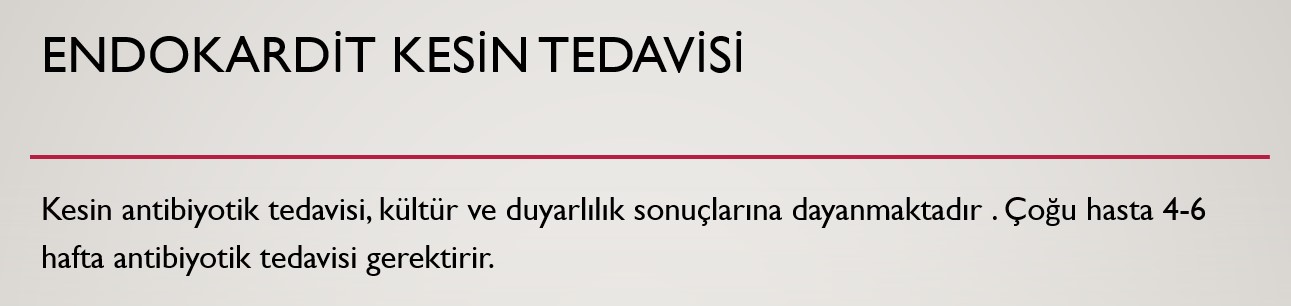 ENDOKARDİT KESİN TEDAVİSİ
Kesin antibiyotik tedavisi, kültür ve duyarlılık sonuçlarına dayanmaktadır . Çoğu hasta 4-6
hafta antibiyotik tedavisi gerektirir.